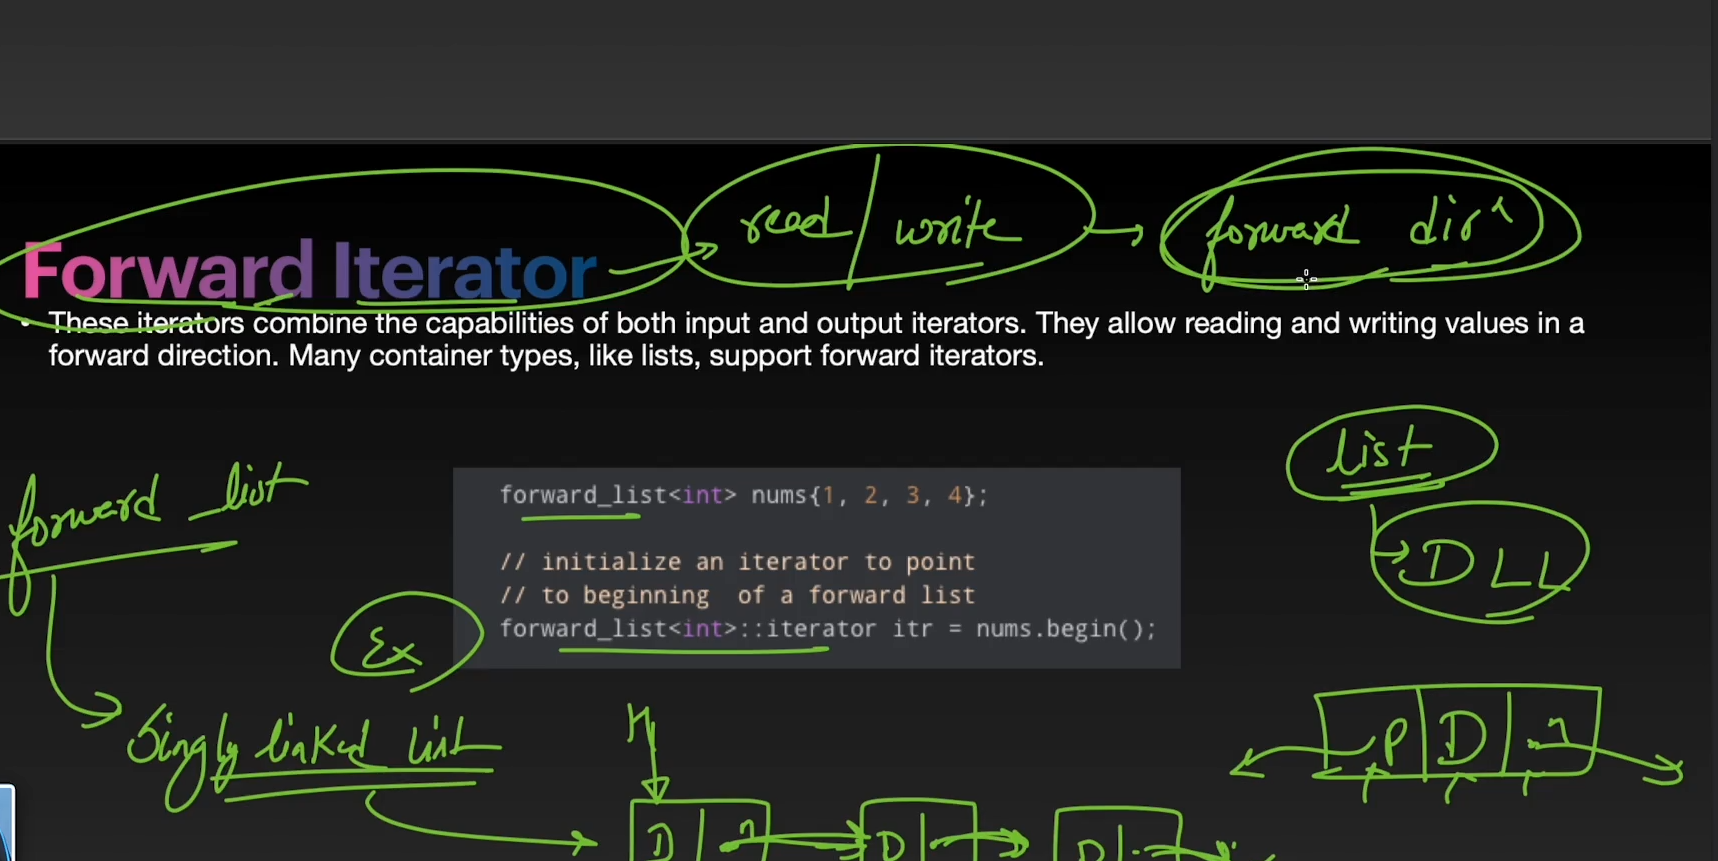 read / write → forward dirⁿ
Forward Iterator
• These iterators combine the capabilities of both input and output iterators. They allow reading and writing values in a
forward direction. Many container types, like lists, support forward iterators.
list
forward_list
forward_list<int> nums{1, 2, 3, 4};
DLL
// initialize an iterator to point
// to beginning  of a forward list
forward_list<int>::iterator itr = nums.begin();
Ex
Singly linked list
H
P D n
D n D D